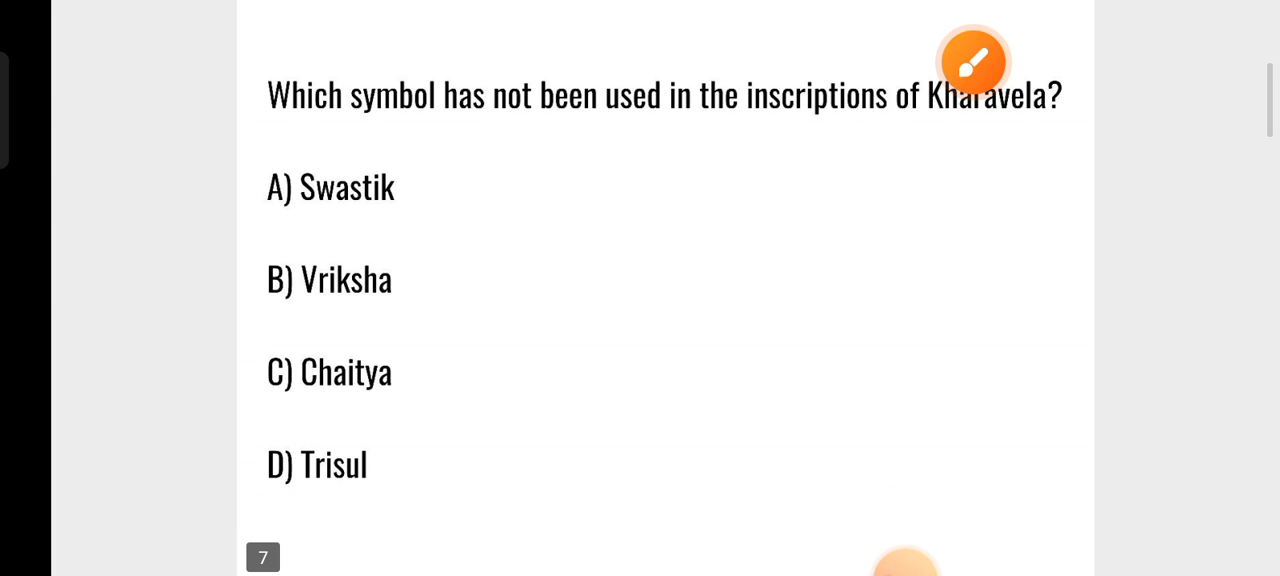 Which symbol has not been used in the inscriptions of Kharavela?
A) Swastik
B) Vriksha
C) Chaitya
D) Trisul
7